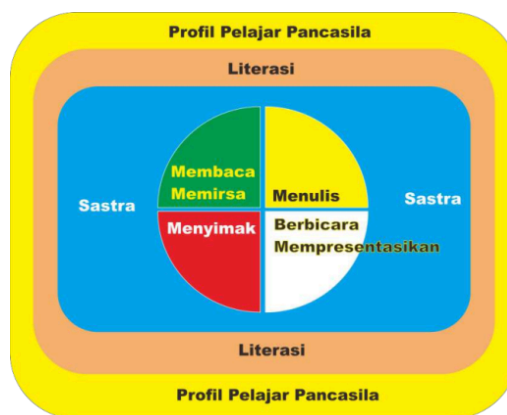 Profil Pelajar Pancasila
Literasi
Membaca
Memirsa
Menulis
Sastra
Sastra
Menyimak
Berbicara
Mempresentasikan
Literasi
Profil Pelajar Pancasila